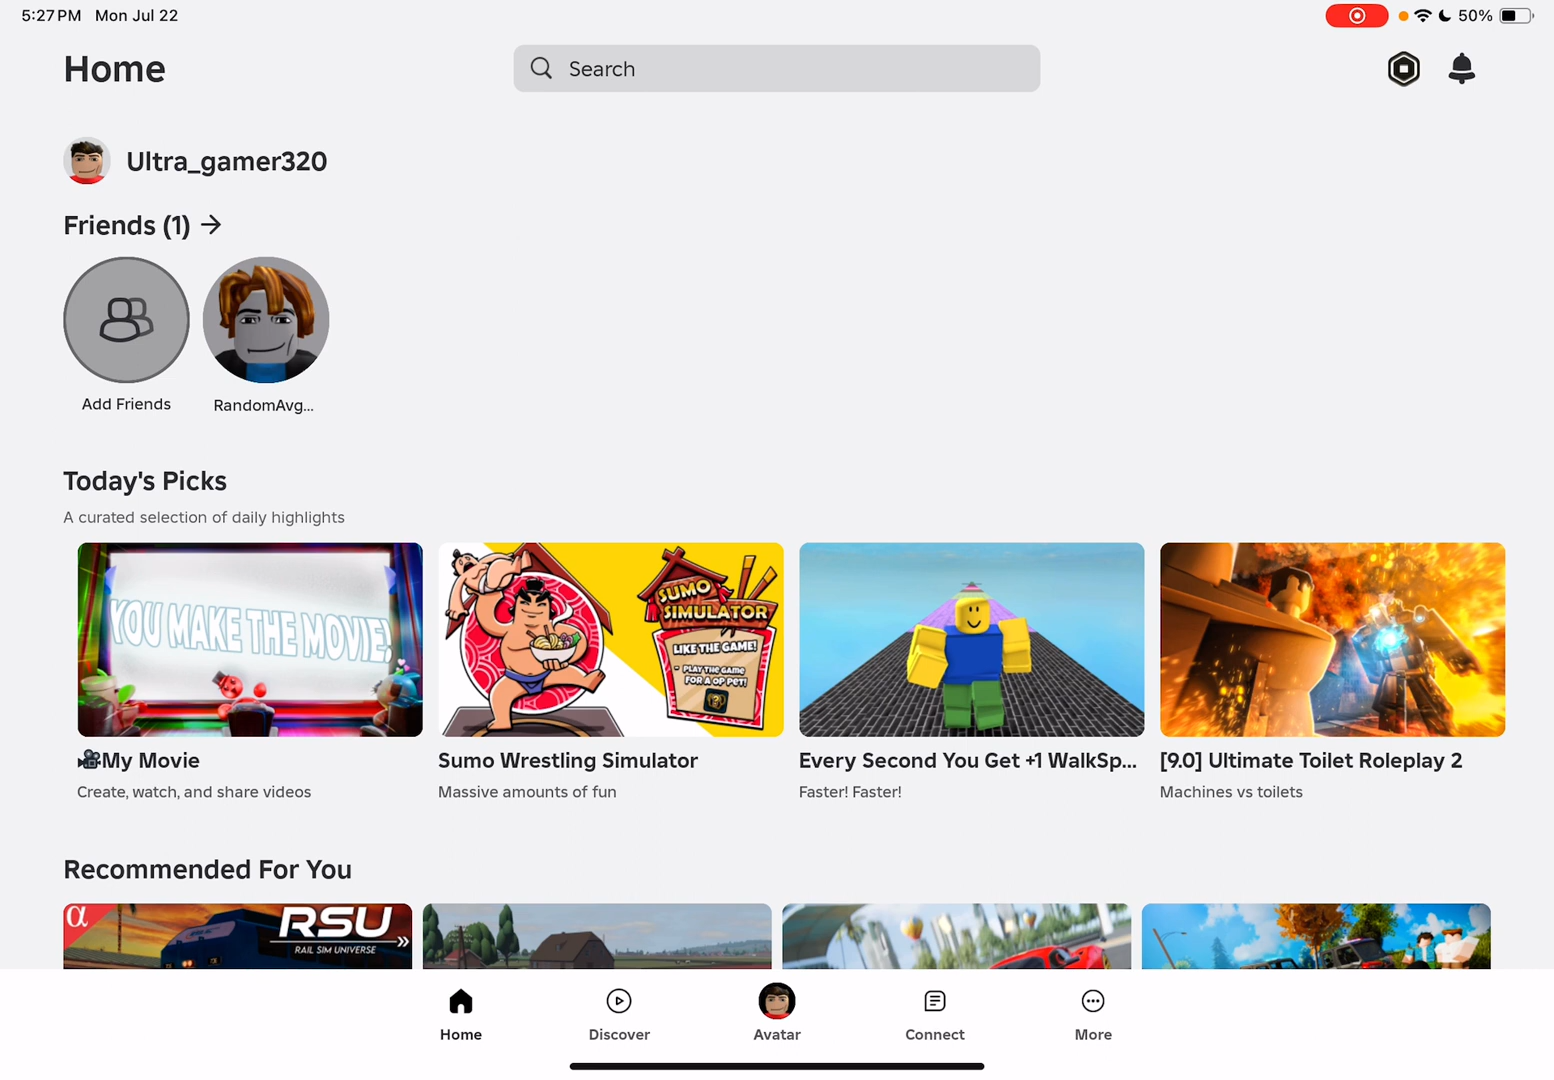 5:27 PM Mon Jul 22
50%
Home
Search
Ultra_gamer320
Friends (1) →
Add Friends
RandomAvg...
Today's Picks
A curated selection of daily highlights
YOU MAKE THE MOVIE!
SUMO
SIMULATOR
LIKE THE GAME!
- PLAY THE GAME
FOR A OP PET!
?
My Movie
Sumo Wrestling Simulator
Every Second You Get +1 WalkSp...
[9.0] Ultimate Toilet Roleplay 2
Create, watch, and share videos
Massive amounts of fun
Faster! Faster!
Machines vs toilets
Recommended For You
α
RSU
RAIL SIM UNIVERSE
Home
Discover
Avatar
Connect
More